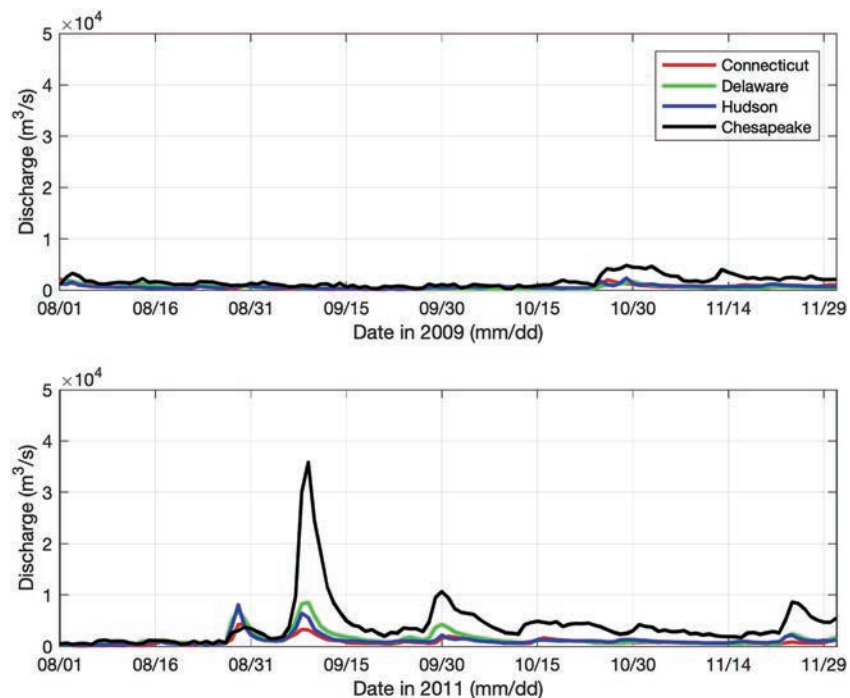 ×10⁴
5
4
3
2
1
0
Discharge (m³/s)
Connecticut
Delaware
Hudson
Chesapeake
08/01 08/16 08/31 09/15 09/30 10/15 10/30 11/14 11/29
Date in 2009 (mm/dd)
×10⁴
5
4
3
2
1
0
Discharge (m³/s)
08/01 08/16 08/31 09/15 09/30 10/15 10/30 11/14 11/29
Date in 2011 (mm/dd)